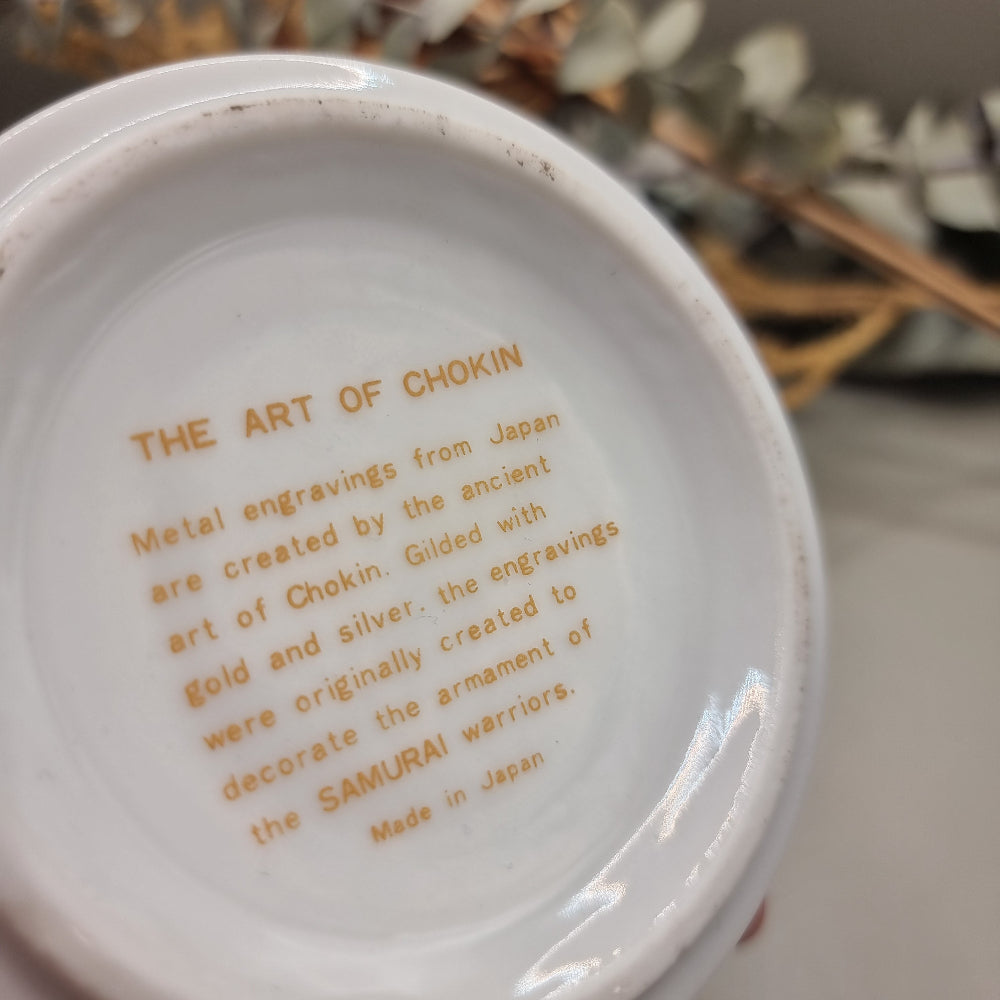 THE ART OF CHOKIN
Metal engravings from Japan
are created by the ancient
art of Chokin. Gilded with
gold and silver. the engravings
were originally created to
decorate the armament of
the SAMURAI warriors.
Made in Japan